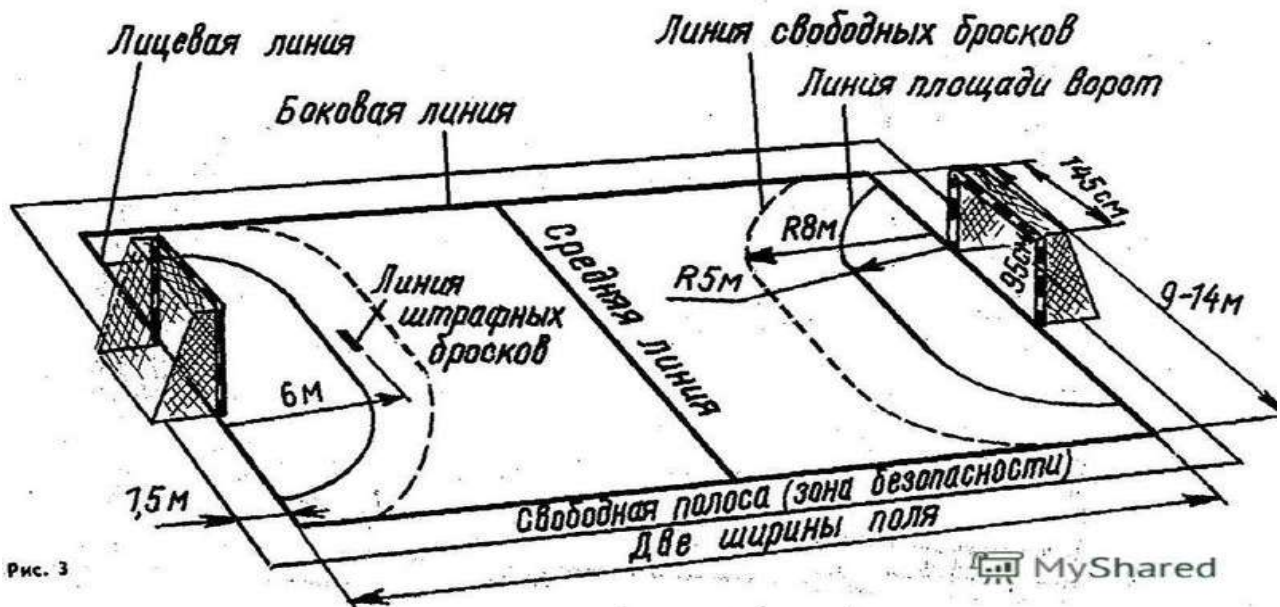 Лицевая линия
Боковая линия
Линия свободных бросков
Линия площади ворот
145см
R8м
R5м
95см
9-14м
Средняя линия
Линия
штрафных
бросков
6м
1,5м
Свободная полоса (зона безопасности)
Две ширины поля
Рис. 3
MyShared